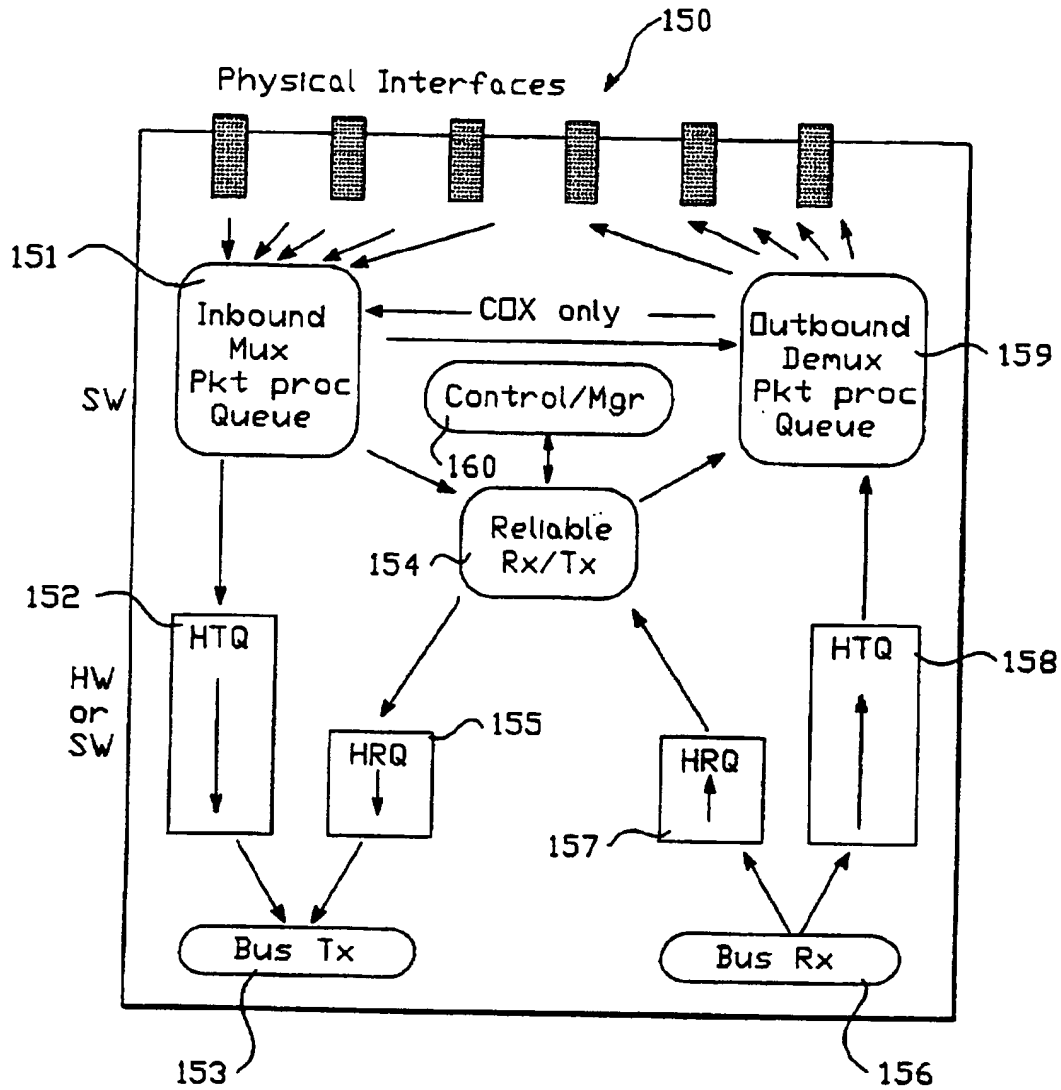 150
Physical Interfaces
151
Inbound
Mux
Pkt proc
Queue
COX only
Outbound
Demux
Pkt proc
Queue
159
SW
Control/Mgr
160
Reliable
Rx/Tx
154
152
HTQ
HTQ
158
HW
or
SW
155
HRQ
HRQ
157
Bus Tx
Bus Rx
153
156